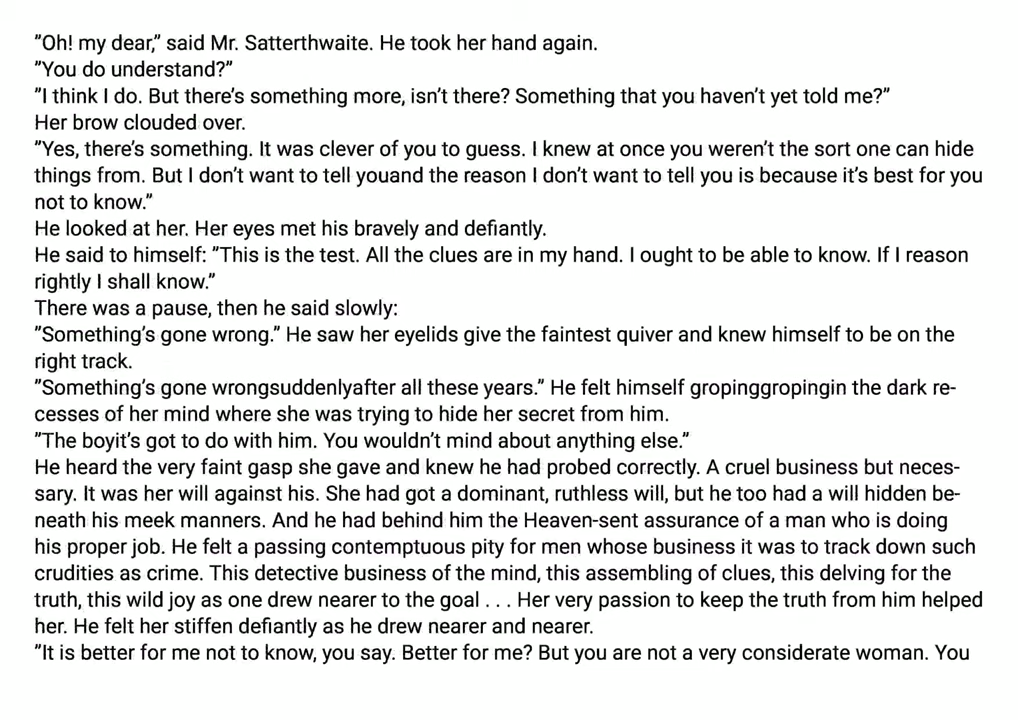 "Oh! my dear," said Mr. Satterthwaite. He took her hand again.
"You do understand?"
"I think I do. But there's something more, isn't there? Something that you haven't yet told me?"
Her brow clouded over.
"Yes, there's something. It was clever of you to guess. I knew at once you weren't the sort one can hide
things from. But I don't want to tell youand the reason I don't want to tell you is because it's best for you
not to know."
He looked at her. Her eyes met his bravely and defiantly.
He said to himself: "This is the test. All the clues are in my hand. I ought to be able to know. If I reason
rightly I shall know."
There was a pause, then he said slowly:
"Something's gone wrong." He saw her eyelids give the faintest quiver and knew himself to be on the
right track.
"Something's gone wrongsuddenlyafter all these years." He felt himself gropinggropingin the dark re-
cesses of her mind where she was trying to hide her secret from him.
"The boyit's got to do with him. You wouldn't mind about anything else."
He heard the very faint gasp she gave and knew he had probed correctly. A cruel business but neces-
sary. It was her will against his. She had got a dominant, ruthless will, but he too had a will hidden be-
neath his meek manners. And he had behind him the Heaven-sent assurance of a man who is doing
his proper job. He felt a passing contemptuous pity for men whose business it was to track down such
crudities as crime. This detective business of the mind, this assembling of clues, this delving for the
truth, this wild joy as one drew nearer to the goal . . . Her very passion to keep the truth from him helped
her. He felt her stiffen defiantly as he drew nearer and nearer.
"It is better for me not to know, you say. Better for me? But you are not a very considerate woman. You